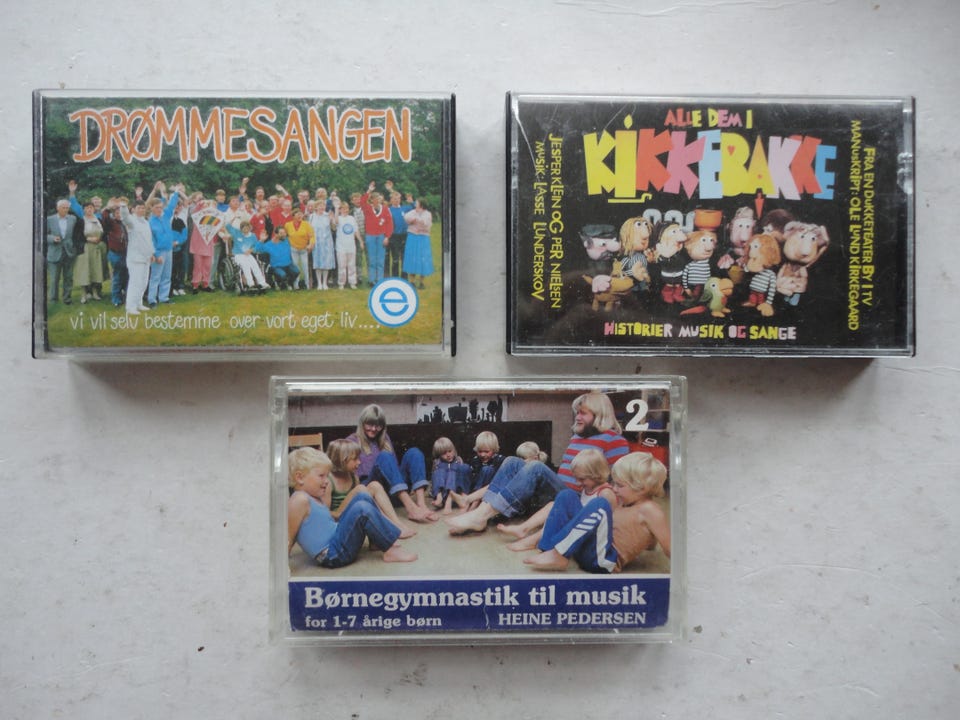 DRØMMESANGEN
vi vil selv bestemme over vort eget liv....
e
ALLE DEM I
KIKKEBAKKE
JESPER KLEIN OG PER NIELSEN
MUSIK: LASSE LUNDERSKOV
FRA EN DUKKETEATER BY I TV
MANUSKRIPT: OLE LUND KIRKEGAARD
HISTORIER MUSIK OG SANGE
2
Børnegymnastik til musik
for 1-7 årige børn HEINE PEDERSEN